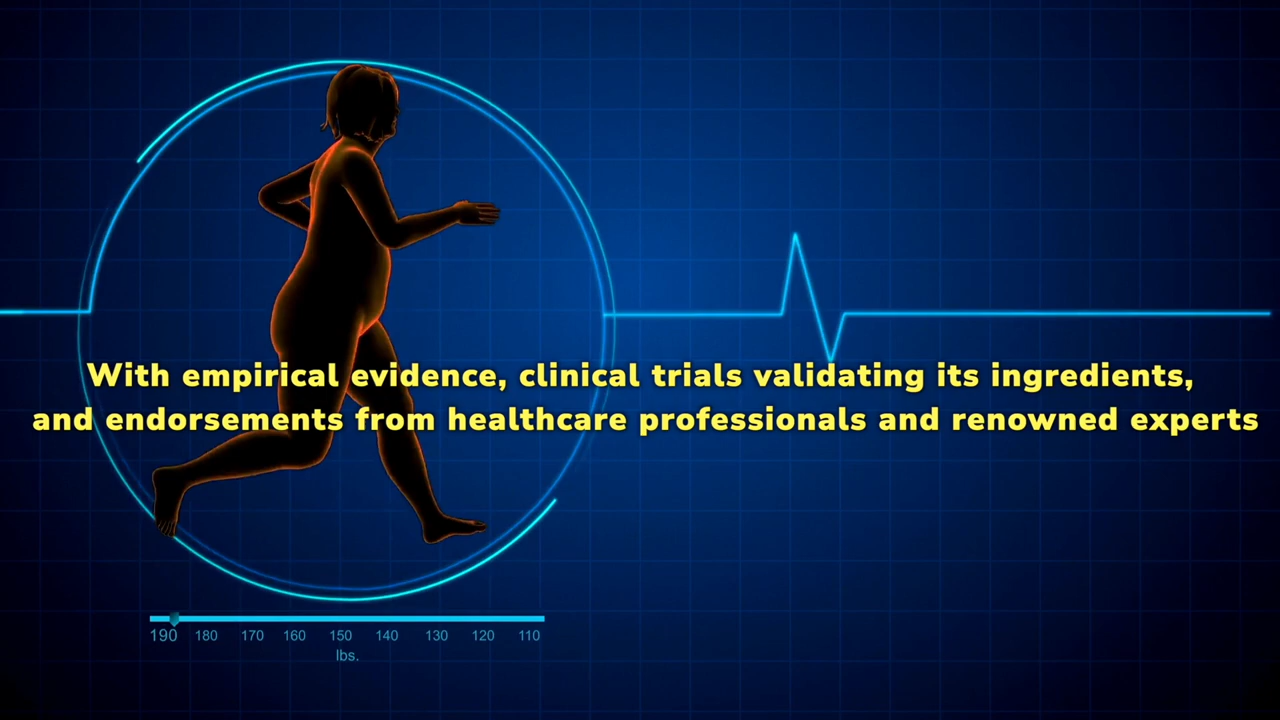 With empirical evidence, clinical trials validating its ingredients,
and endorsements from healthcare professionals and renowned experts
190 180 170 160 150 140 130 120 110
lbs.